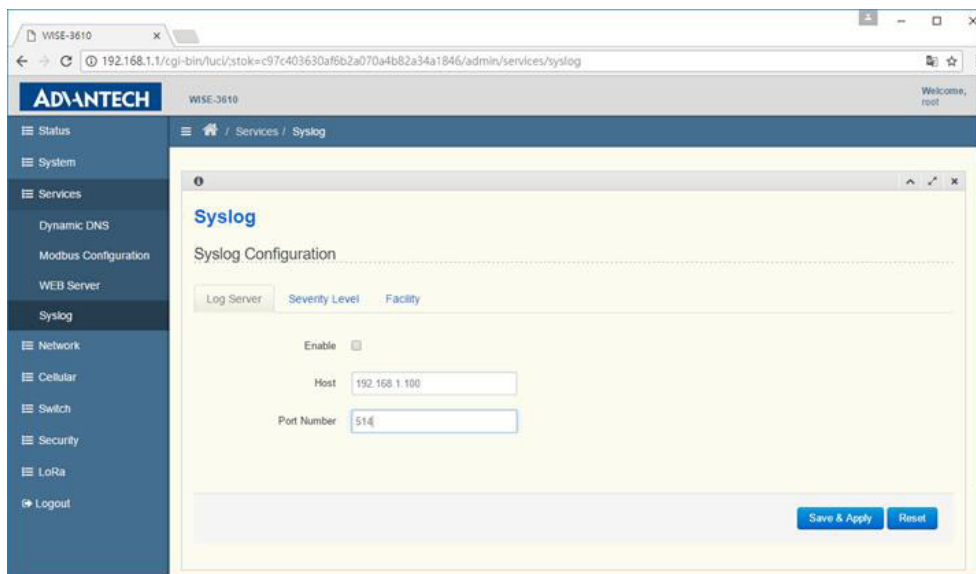 WISE-3610
192.168.1.1/cgi-bin/luci/;stok=c97c403630af6b2a070a4b82a34a1846/admin/services/syslog
ADVANTECH
WISE-3610
Welcome,
root
Status
/ Services / Syslog
System
Services
Dynamic DNS
Modbus Configuration
WEB Server
Syslog
Network
Cellular
Switch
Security
LoRa
Logout
Syslog
Syslog Configuration
Log Server Severity Level Facility
Enable
Host 192.168.1.100
Port Number 514
Save & Apply Reset